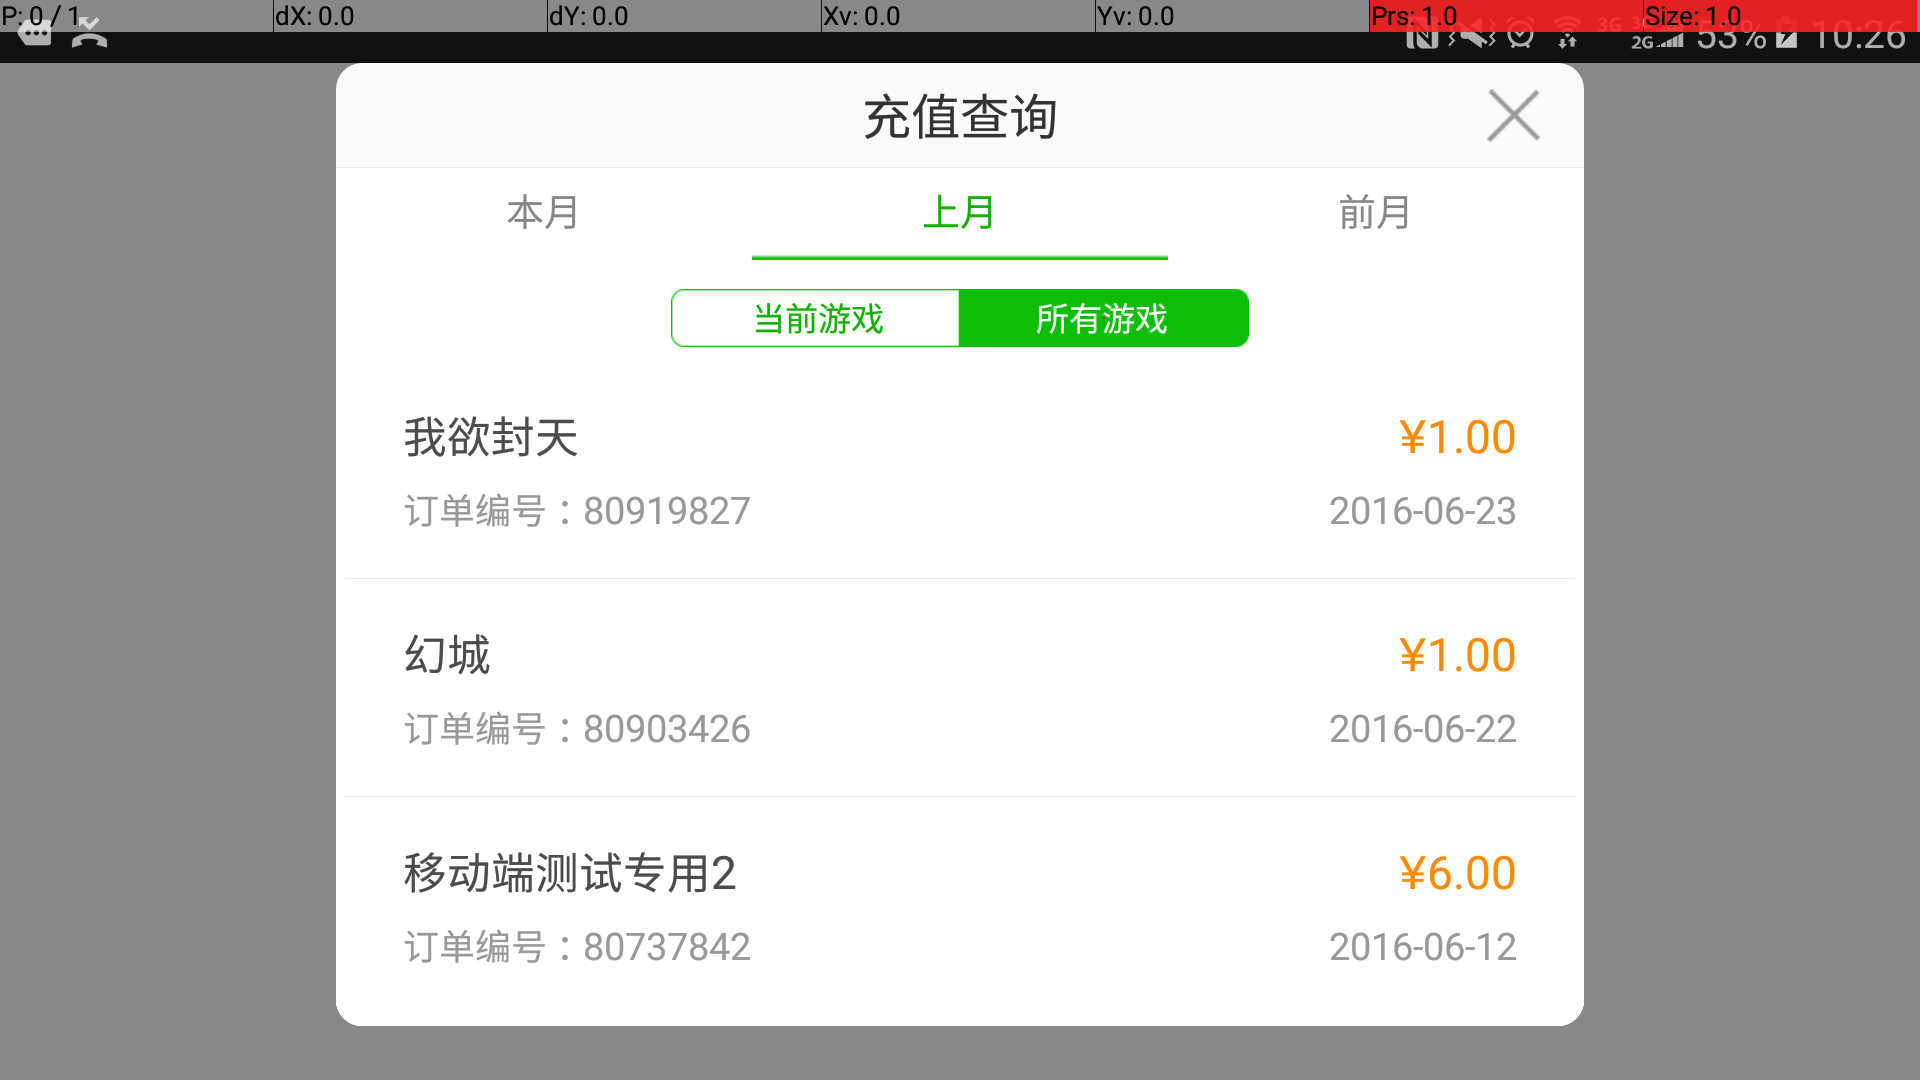 P: 0 / 1 dX: 0.0 dY: 0.0 Xv: 0.0 Yv: 0.0 Prs: 1.0 Size: 1.0
3G 2G 53% 10:26
充值查询
本月 上月 前月
当前游戏 所有游戏
我欲封天 ¥1.00
订单编号：80919827 2016-06-23
幻城 ¥1.00
订单编号：80903426 2016-06-22
移动端测试专用2 ¥6.00
订单编号：80737842 2016-06-12